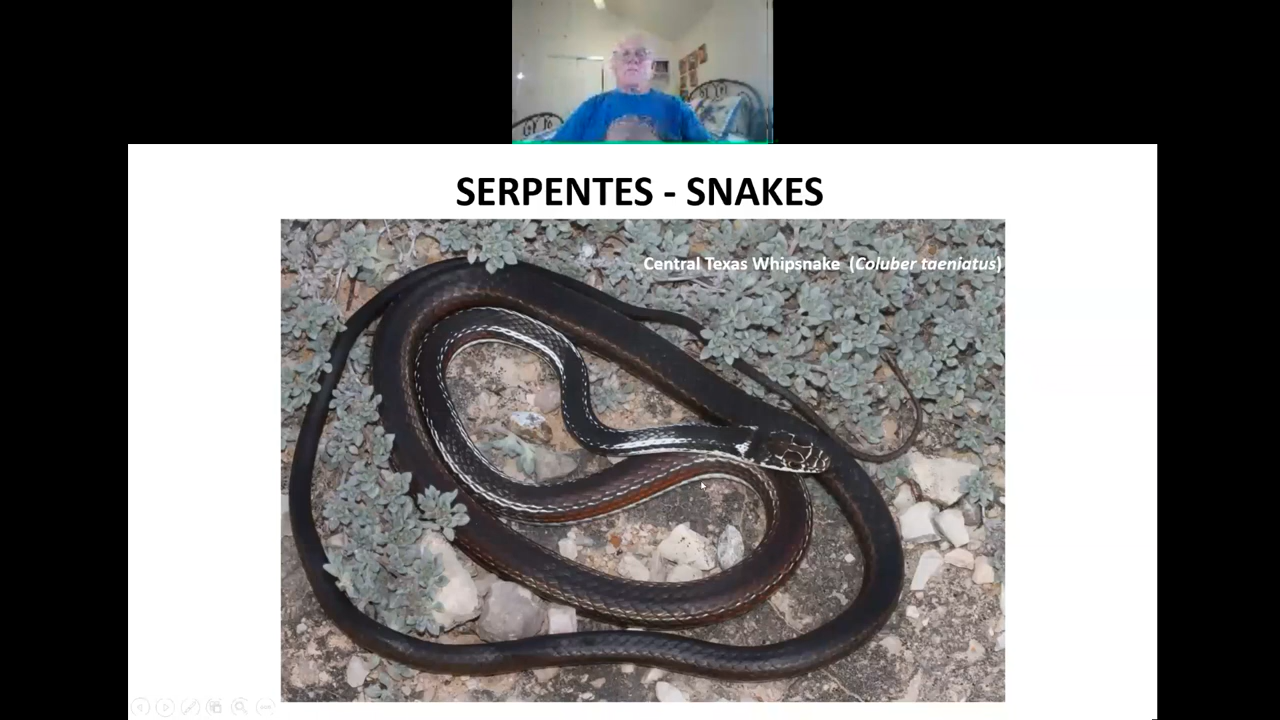 SERPENTES - SNAKES
Central Texas Whipsnake (Coluber taeniatus)